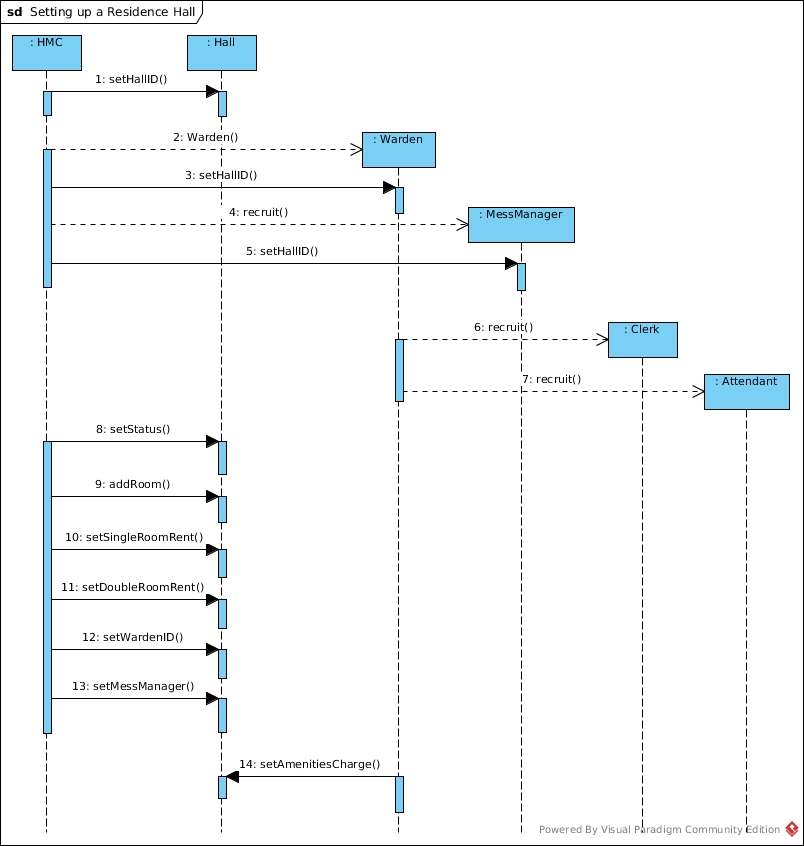 sd Setting up a Residence Hall
: HMC
: Hall
1: setHallID()
2: Warden()
: Warden
3: setHallID()
4: recruit()
: MessManager
5: setHallID()
6: recruit()
: Clerk
7: recruit()
: Attendant
8: setStatus()
9: addRoom()
10: setSingleRoomRent()
11: setDoubleRoomRent()
12: setWardenID()
13: setMessManager()
14: setAmenitiesCharge()
Powered By Visual Paradigm Community Edition